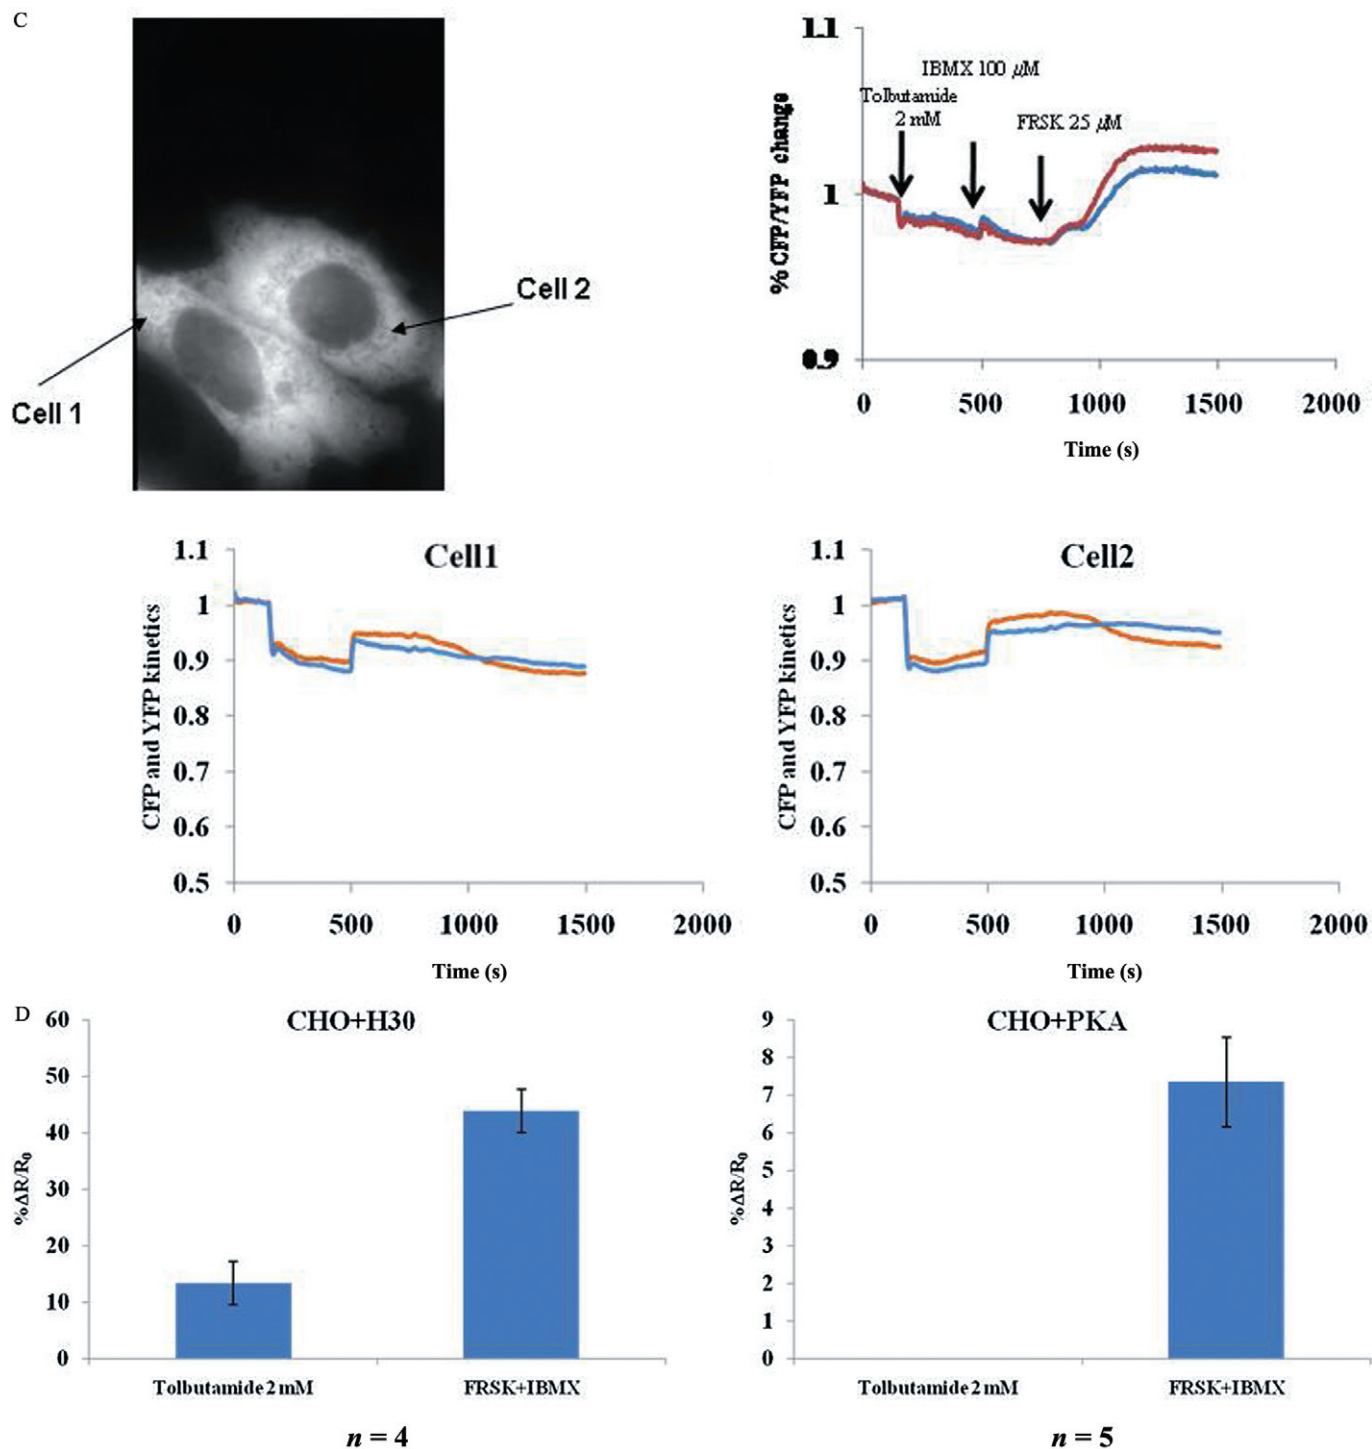 C
Cell 1
Cell 2
1.1
1
0.9
% CFP/YFP change
IBMX 100 µM
Tolbutamide
2 mM
FRSK 25 µM
0 500 1000 1500 2000
Time (s)
Cell1
1.1
1
0.9
0.8
0.7
0.6
0.5
CFP and YFP kinetics
0 500 1000 1500 2000
Time (s)
Cell2
1.1
1
0.9
0.8
0.7
0.6
0.5
CFP and YFP kinetics
0 500 1000 1500 2000
Time (s)
D
CHO+H30
60
50
40
30
20
10
0
%ΔR/R0
Tolbutamide 2 mM FRSK+IBMX
n = 4
CHO+PKA
9
8
7
6
5
4
3
2
1
0
%ΔR/R0
Tolbutamide 2 mM FRSK+IBMX
n = 5